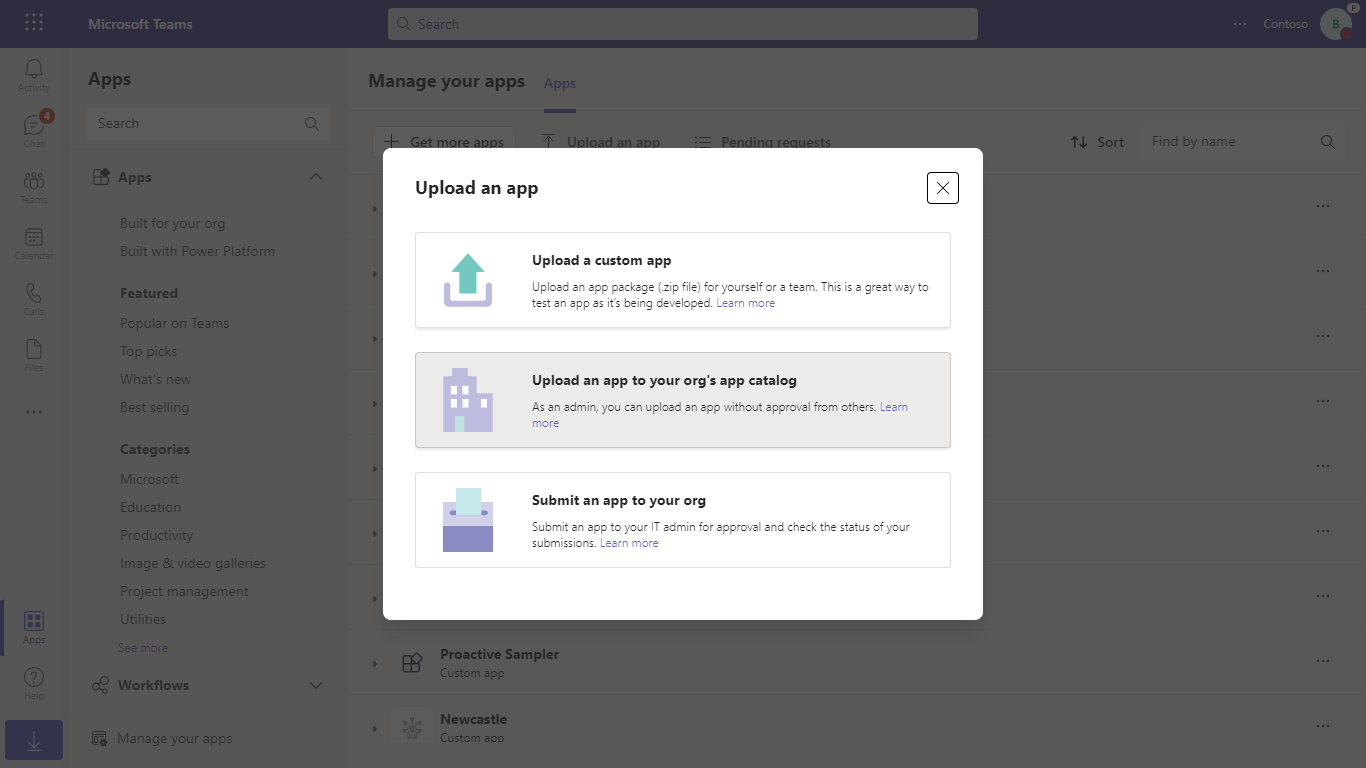 Microsoft Teams
Search
Contoso
B
P
Activity
4
Chat
Teams
Calendar
Calls
Files
Apps
Help
Apps
Search
Apps
Built for your org
Built with Power Platform
Featured
Popular on Teams
Top picks
What's new
Best selling
Categories
Microsoft
Education
Productivity
Image & video galleries
Project management
Utilities
See more
Workflows
Manage your apps
Manage your apps
Apps
Get more apps
Upload an app
Pending requests
Sort
Find by name
Upload an app
Upload a custom app
Upload an app package (.zip file) for yourself or a team. This is a great way to
test an app as it's being developed. Learn more
Upload an app to your org's app catalog
As an admin, you can upload an app without approval from others. Learn
more
Submit an app to your org
Submit an app to your IT admin for approval and check the status of your
submissions. Learn more
Proactive Sampler
Custom app
Newcastle
Custom app